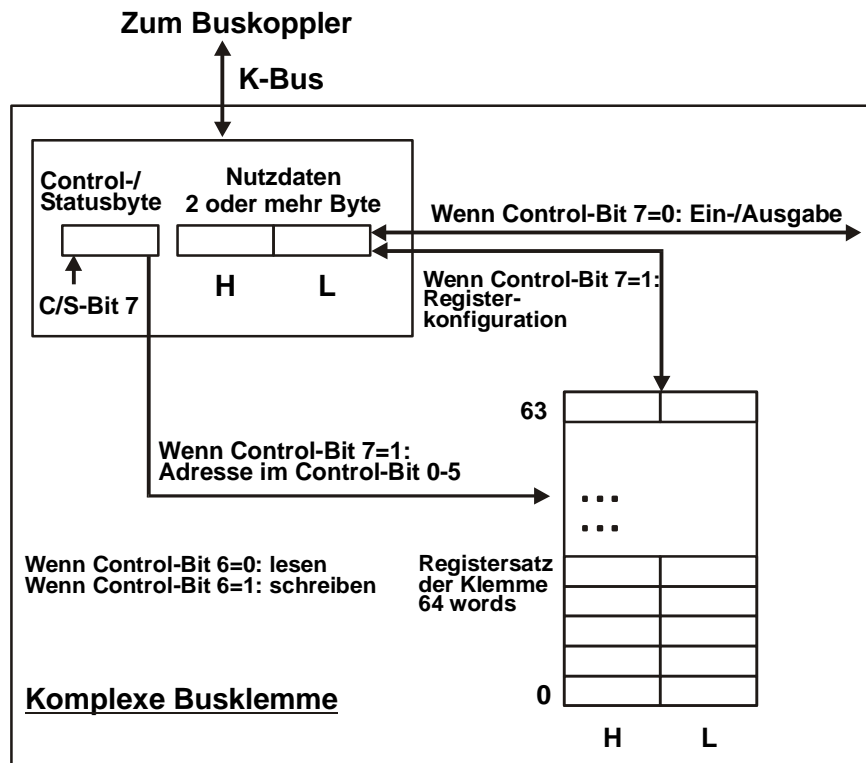 Zum Buskoppler
K-Bus
Control-/
Statusbyte
Nutzdaten
2 oder mehr Byte
Wenn Control-Bit 7=0: Ein-/Ausgabe
H
L
C/S-Bit 7
Wenn Control-Bit 7=1:
Register-
konfiguration
63
Wenn Control-Bit 7=1:
Adresse im Control-Bit 0-5
...
...
Wenn Control-Bit 6=0: lesen
Wenn Control-Bit 6=1: schreiben
Registersatz
der Klemme
64 words
Komplexe Busklemme
0
H
L